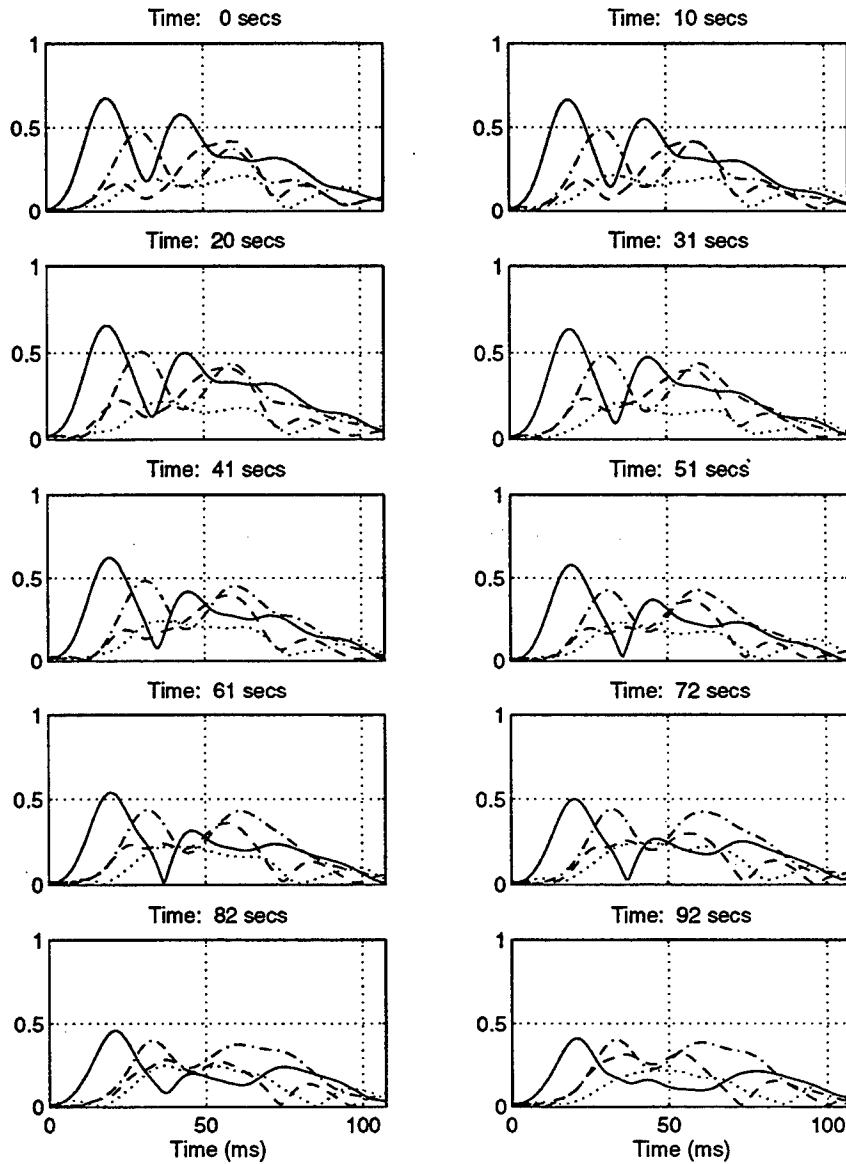 Time: 0 secs
Time: 10 secs
1
0.5
0
1
0.5
0
Time: 20 secs
Time: 31 secs
1
0.5
0
1
0.5
0
Time: 41 secs
Time: 51 secs
1
0.5
0
1
0.5
0
Time: 61 secs
Time: 72 secs
1
0.5
0
1
0.5
0
Time: 82 secs
Time: 92 secs
1
0.5
0
1
0.5
0
0 50 100
0 50 100
Time (ms)
Time (ms)